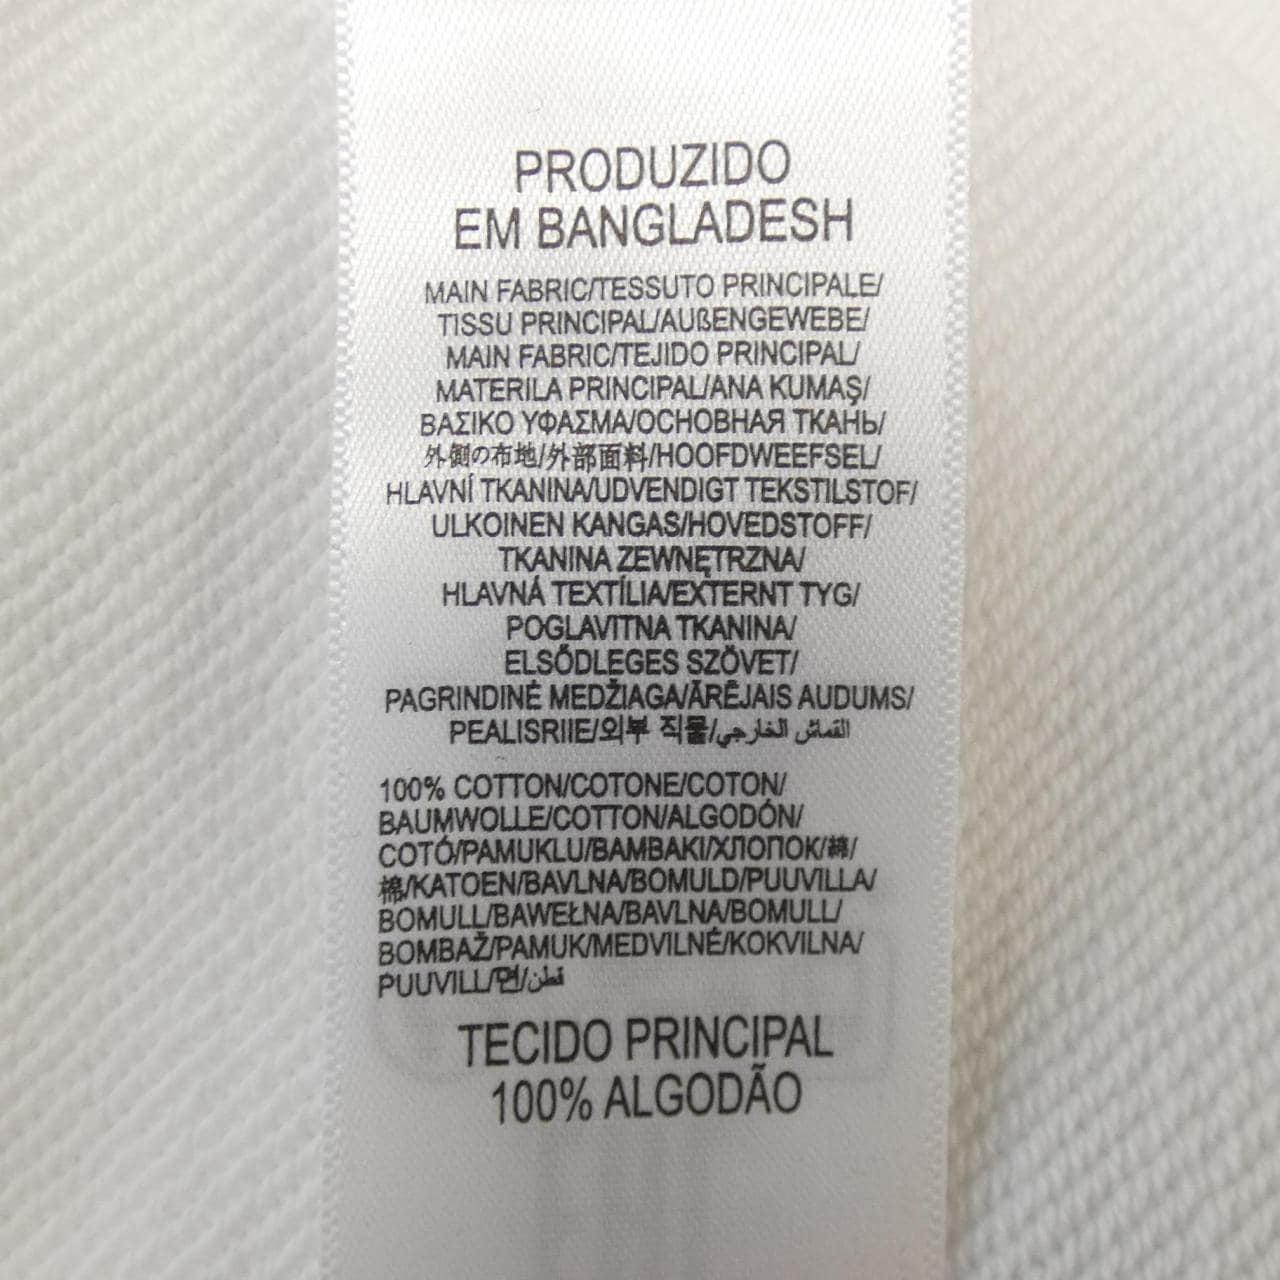 PRODUZIDO
EM BANGLADESH
MAIN FABRIC/TESSUTO PRINCIPALE/
TISSU PRINCIPAL/AUßENGEWEBE/
MAIN FABRIC/TEJIDO PRINCIPAL/
MATERILA PRINCIPAL/ANA KUMAŞ/
ΒΑΣΙΚΟ ΥΦΑΣΜΑ/ОСНОВНАЯ ТКАНЬ/
外側の布地/外部面料/HOOFDWEEFSEL/
HLAVNÍ TKANINA/UDVENDIGT TEKSTILSTOF/
ULKOINEN KANGAS/HOVEDSTOFF/
TKANINA ZEWNĘTRZNA/
HLAVNÁ TEXTÍLIA/EXTERNT TYG/
POGLAVITNA TKANINA/
ELSŐDLEGES SZÖVET/
PAGRINDINĖ MEDŽIAGA/ĀRĒJAIS AUDUMS/
PEALISRIIE/외부 직물/القماش الخارجي
100% COTTON/COTONE/COTON/
BAUMWOLLE/COTTON/ALGODÓN/
COTÓ/PAMUKLU/ΒΑΜΒΑΚΙ/ХЛОПОК/綿/
棉/KATOEN/BAVLNA/BOMULD/PUUVILLA/
BOMULL/BAWEŁNA/BAVLNA/BOMULL/
BOMBAŽ/PAMUK/MEDVILNĖ/KOKVILNA/
PUUVILL/면/قطن
TECIDO PRINCIPAL
100% ALGODÃO